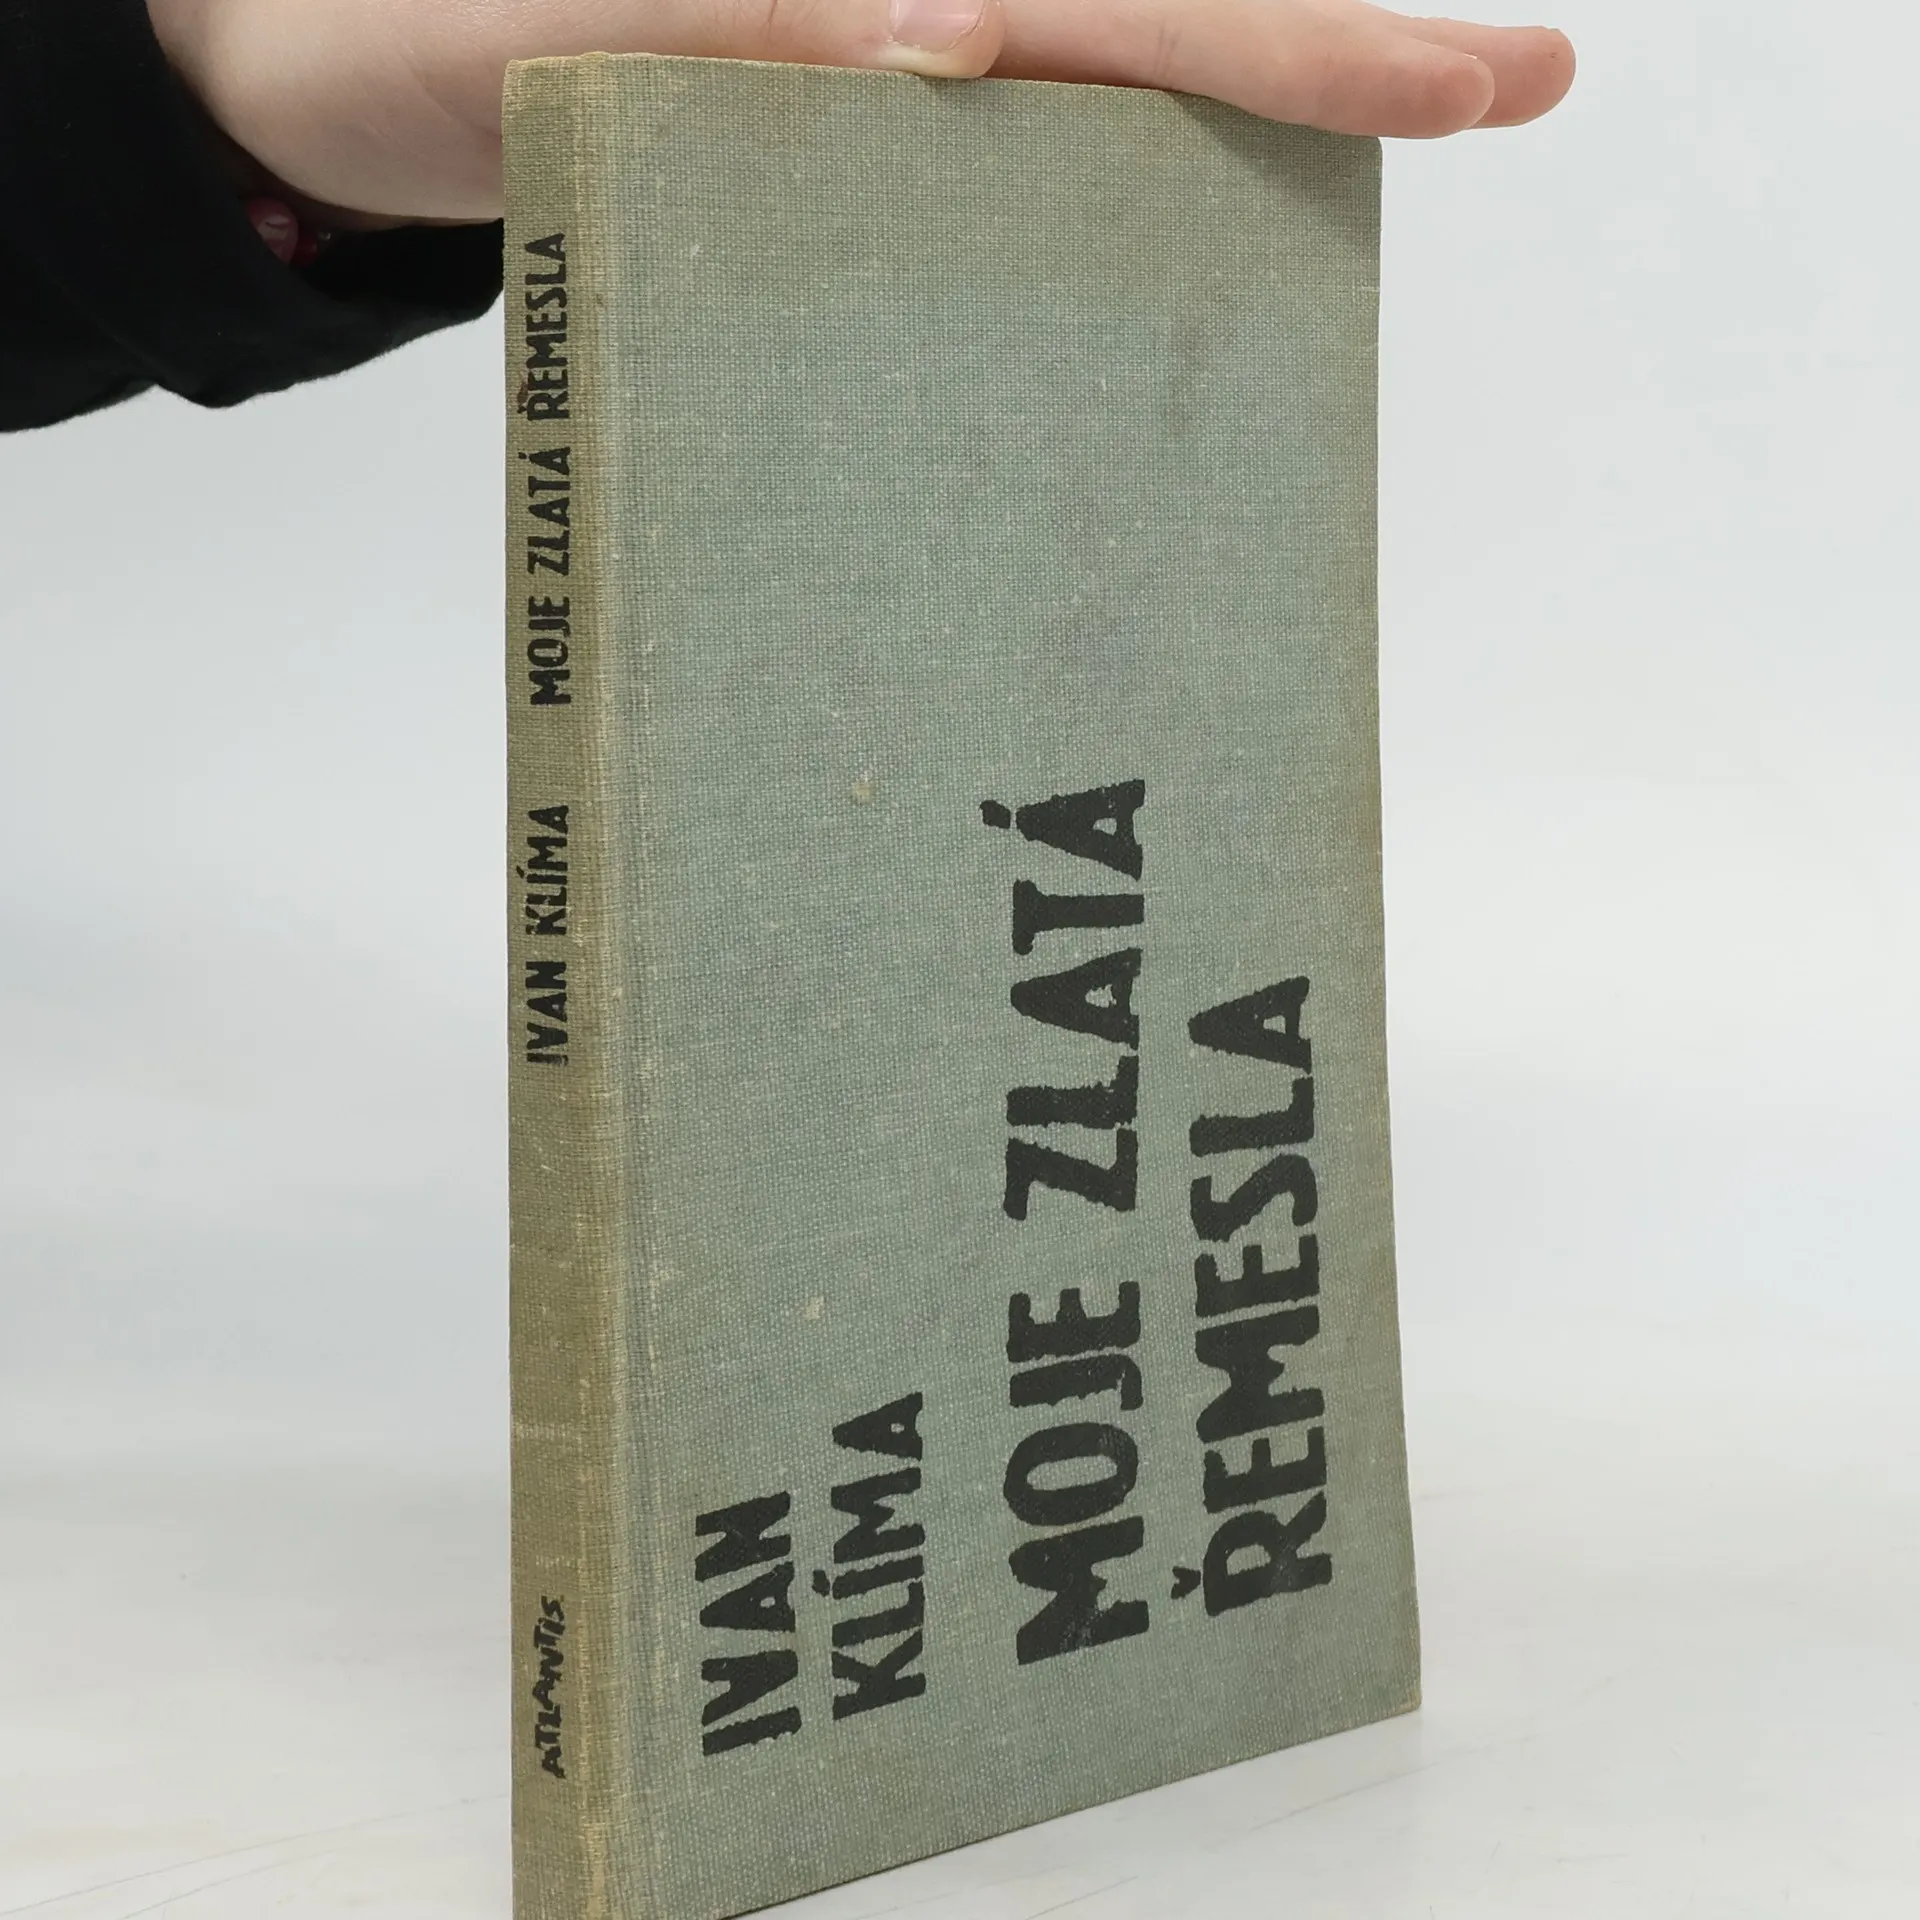 IVAN KLÍMA MOJE ZLATÁ ŘEMESLA
ATLANTIS
IVAN
KLÍMA
MOJE ZLATÁ
ŘEMESLA